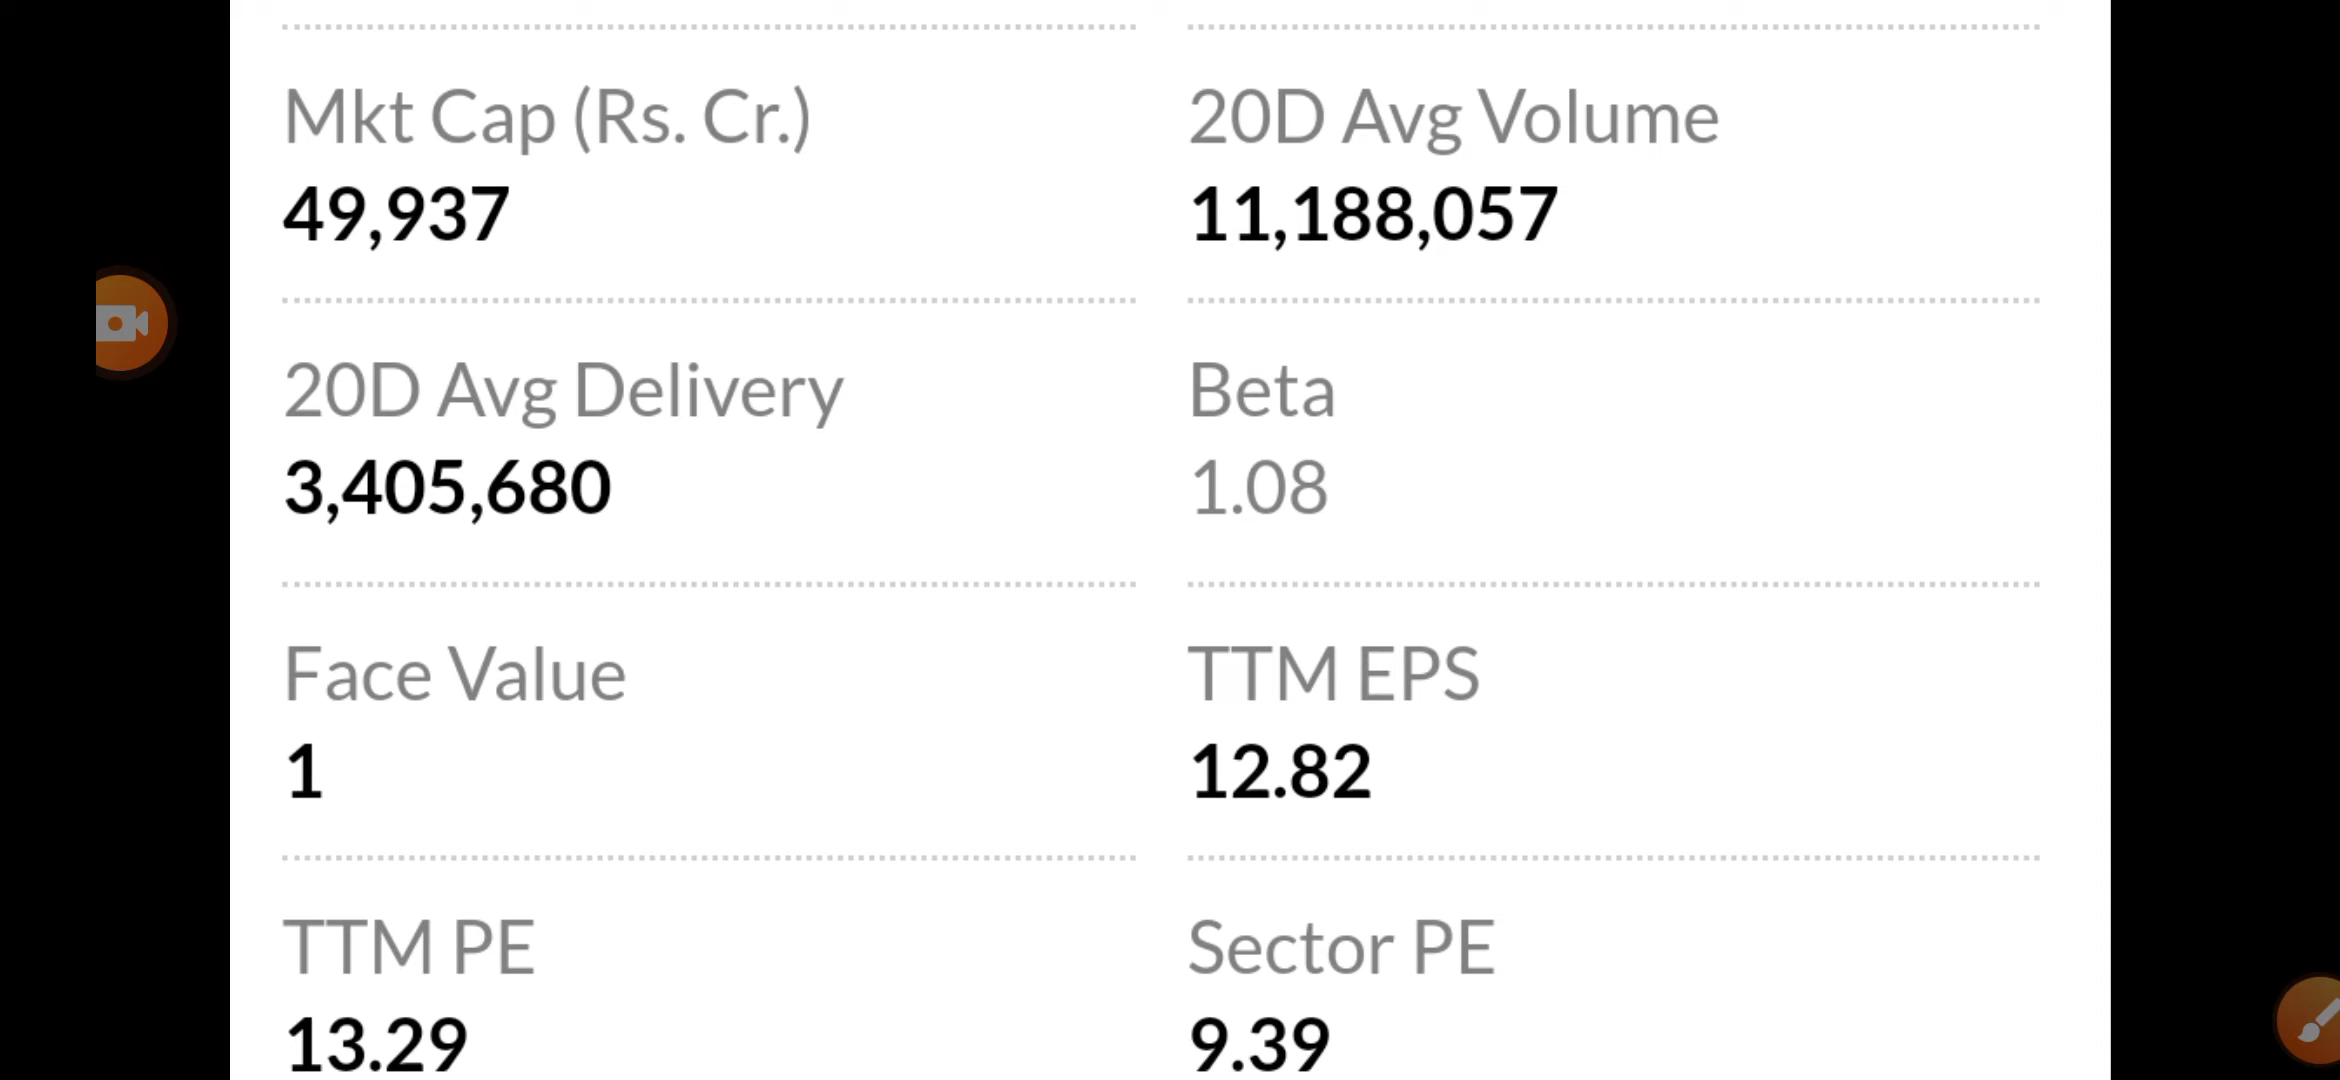 Mkt Cap (Rs. Cr.)
49,937
20D Avg Volume
11,188,057
20D Avg Delivery
3,405,680
Beta
1.08
Face Value
1
TTM EPS
12.82
TTM PE
13.29
Sector PE
9.39